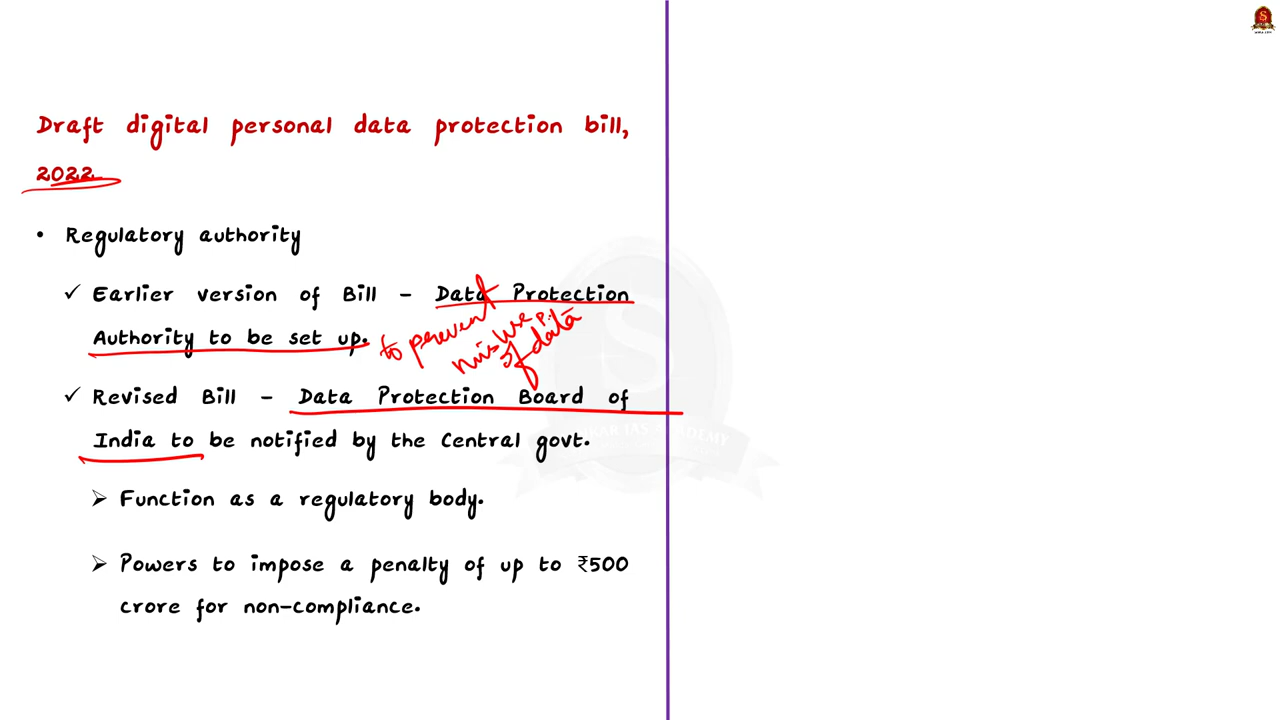 Draft digital personal data protection bill,
2022
• Regulatory authority
✓ Earlier version of Bill - Data Protection
Authority to be set up.
to prevent
misuse
of data
✓ Revised Bill - Data Protection Board of
India to be notified by the Central govt.
➢ Function as a regulatory body.
➢ Powers to impose a penalty of up to ₹500
crore for non-compliance.